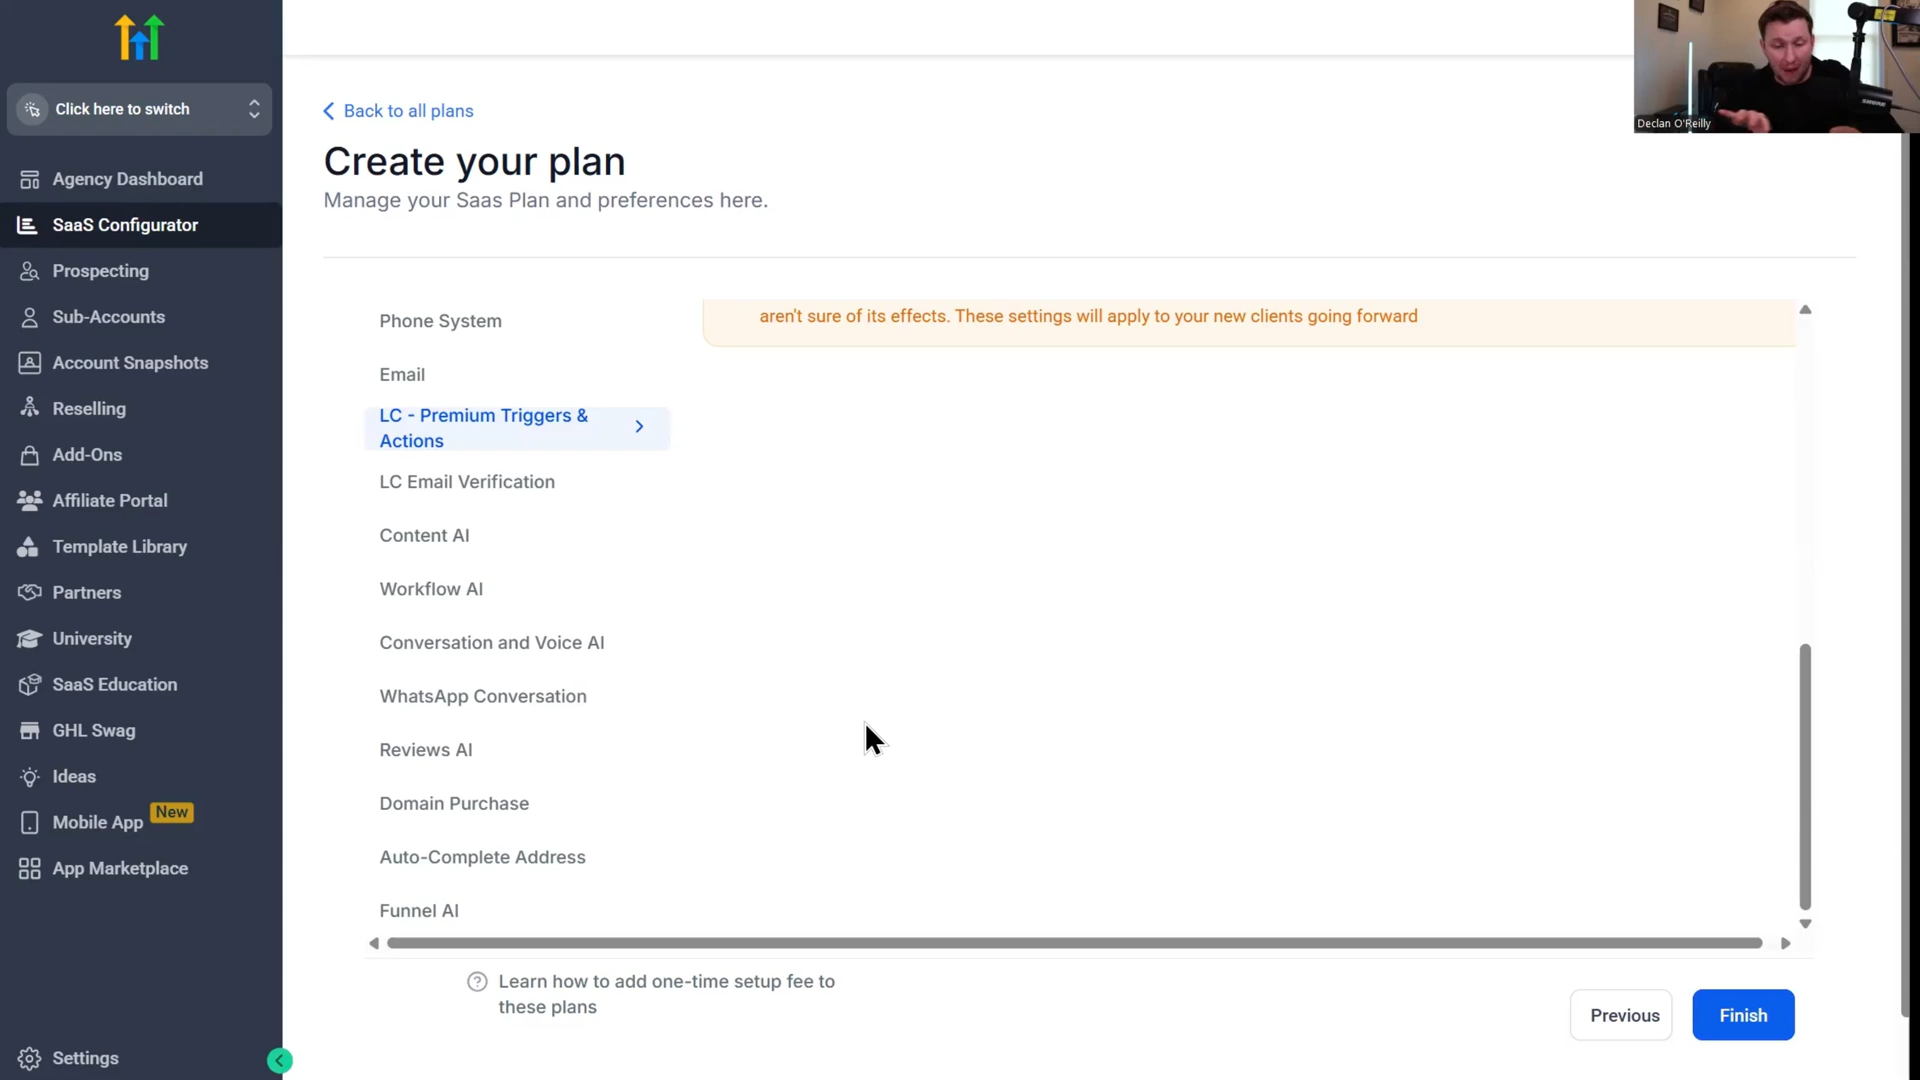 Click here to switch
Agency Dashboard
SaaS Configurator
Prospecting
Sub-Accounts
Account Snapshots
Reselling
Add-Ons
Affiliate Portal
Template Library
Partners
University
SaaS Education
GHL Swag
Ideas
Mobile App New
App Marketplace
Settings
Back to all plans
Create your plan
Manage your Saas Plan and preferences here.
Phone System
Email
LC - Premium Triggers &
Actions
LC Email Verification
Content AI
Workflow AI
Conversation and Voice AI
WhatsApp Conversation
Reviews AI
Domain Purchase
Auto-Complete Address
Funnel AI
aren't sure of its effects. These settings will apply to your new clients going forward
Learn how to add one-time setup fee to
these plans
Previous
Finish
Declan O'Reilly
SHURE